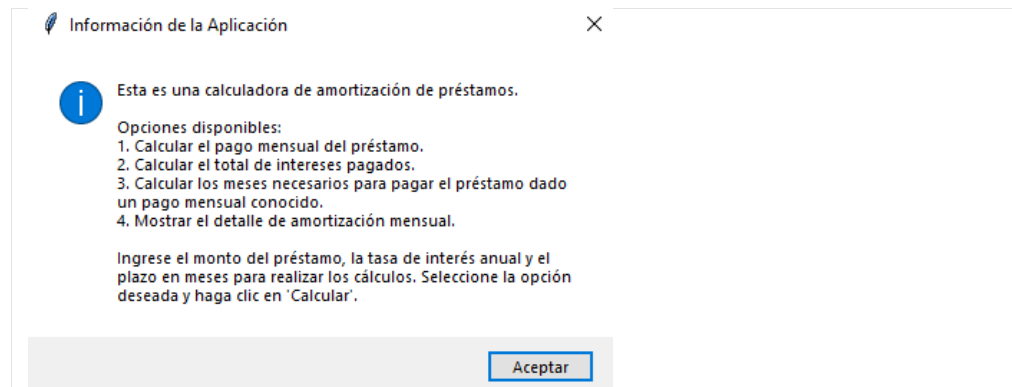 Información de la Aplicación
Esta es una calculadora de amortización de préstamos.
Opciones disponibles:
1. Calcular el pago mensual del préstamo.
2. Calcular el total de intereses pagados.
3. Calcular los meses necesarios para pagar el préstamo dado
un pago mensual conocido.
4. Mostrar el detalle de amortización mensual.
Ingrese el monto del préstamo, la tasa de interés anual y el
plazo en meses para realizar los cálculos. Seleccione la opción
deseada y haga clic en 'Calcular'.
Aceptar